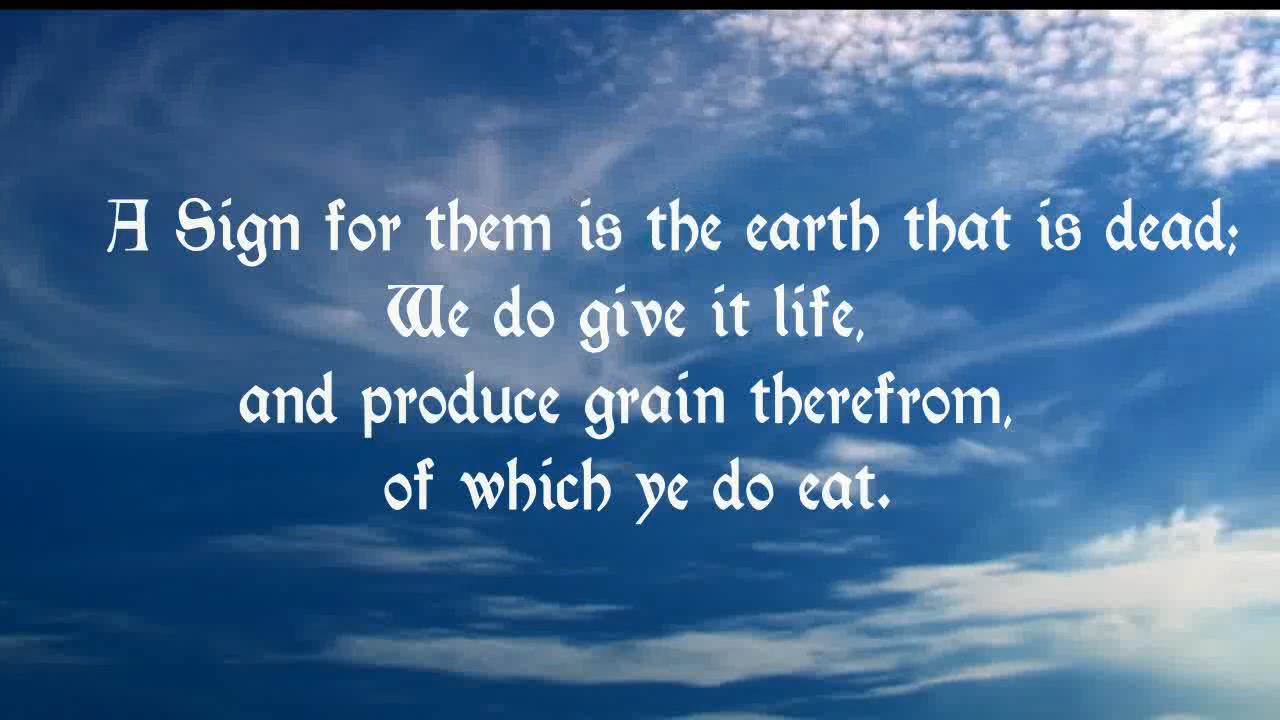 A Sign for them is the earth that is dead;
We do give it life,
and produce grain therefrom,
of which ye do eat.